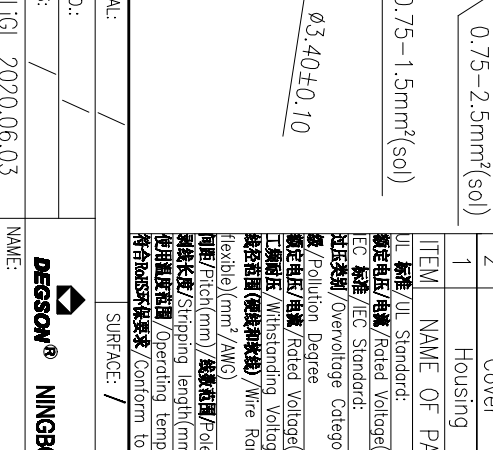 0.75-2.5mm²(sol)
0.75-1.5mm²(sol)
ø3.40±0.10
2 Cover
1 Housing
ITEM NAME OF PA
UL 标准/UL Standard:
额定电压/电流/Rated Voltage(
IEC 标准/IEC Standard:
过压类别/Overvoltage Catego
级/Pollution Degree
额定电压/电流/Rated Voltage(
工频耐压/Withstanding Voltag
线径范围(硬线和软线)/Wire Ra
flexible)(mm²/AWG)
间距/Pitch(mm) 线数范围/Pole
剥线长度/Stripping length(mm
使用温度范围/Operating temp
符合RoHS环保要求/Conform to
AL: /
SURFACE: /
O.: /
S: /
LiGl 2020.06.03
DEGSON® NINGBO
NAME: